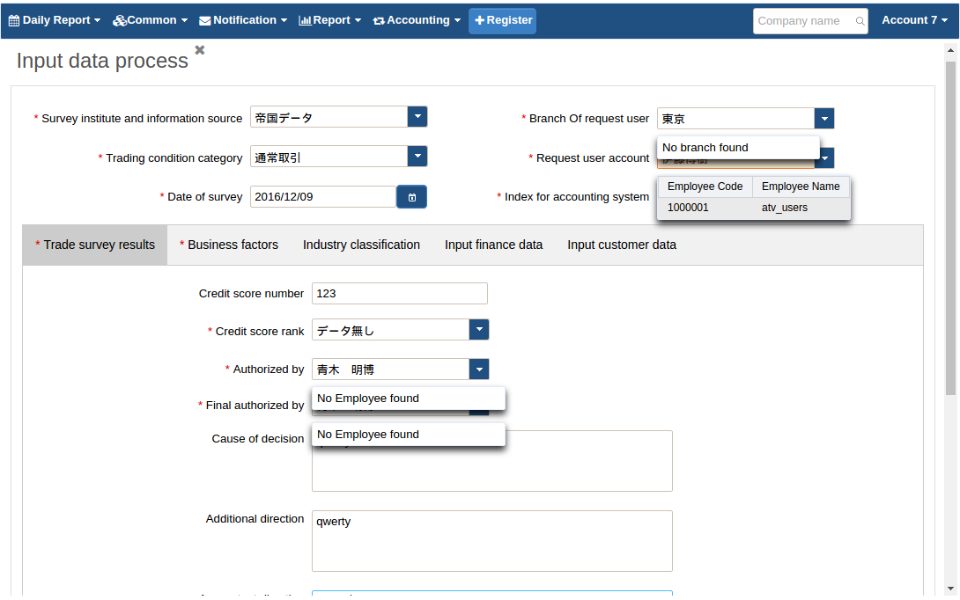 Daily Report Common Notification Report Accounting Register Company name Account 7
Input data process
* Survey institute and information source 帝国データ * Branch Of request user 東京
No branch found
* Trading condition category 通常取引 * Request user account
* Date of survey 2016/12/09 * Index for accounting system
Employee Code Employee Name
1000001 atv_users
* Trade survey results * Business factors Industry classification Input finance data Input customer data
Credit score number 123
* Credit score rank データ無し
* Authorized by 青木 明博
No Employee found
* Final authorized by
No Employee found
Cause of decision
Additional direction qwerty